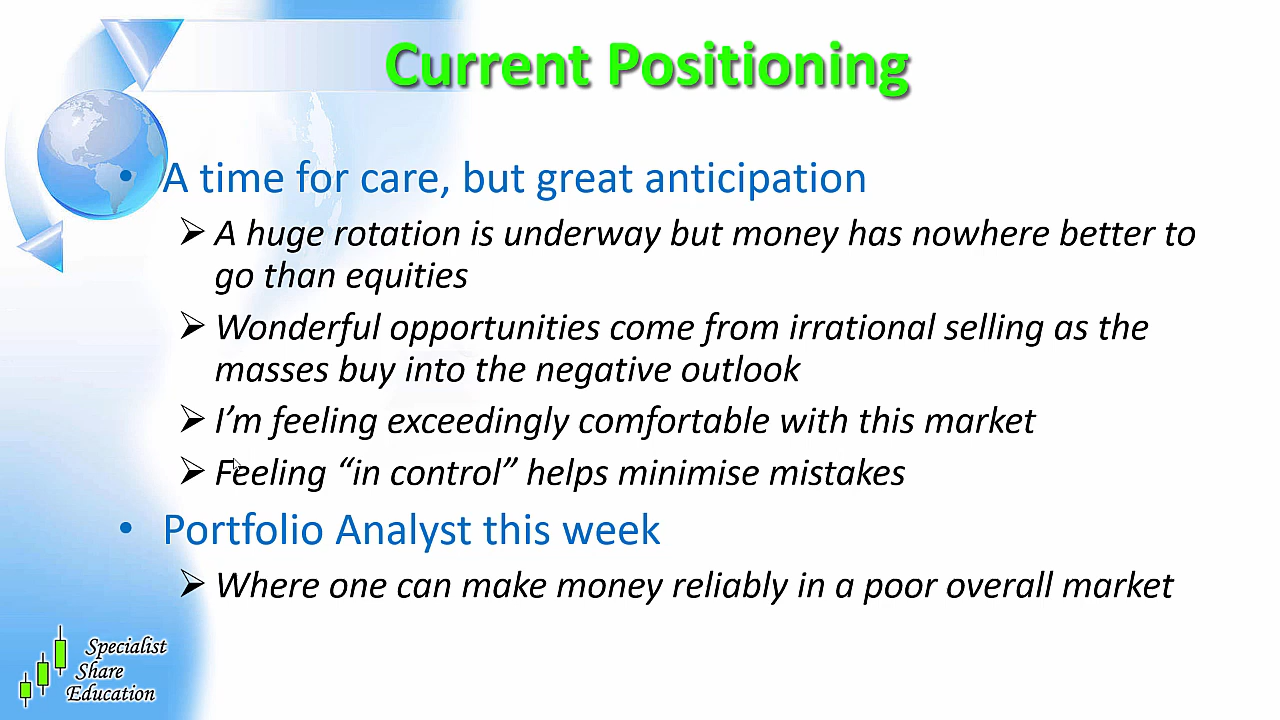 Current Positioning
• A time for care, but great anticipation
➢ A huge rotation is underway but money has nowhere better to
go than equities
➢ Wonderful opportunities come from irrational selling as the
masses buy into the negative outlook
➢ I’m feeling exceedingly comfortable with this market
➢ Feeling “in control” helps minimise mistakes
• Portfolio Analyst this week
➢ Where one can make money reliably in a poor overall market
Specialist
Share
Education